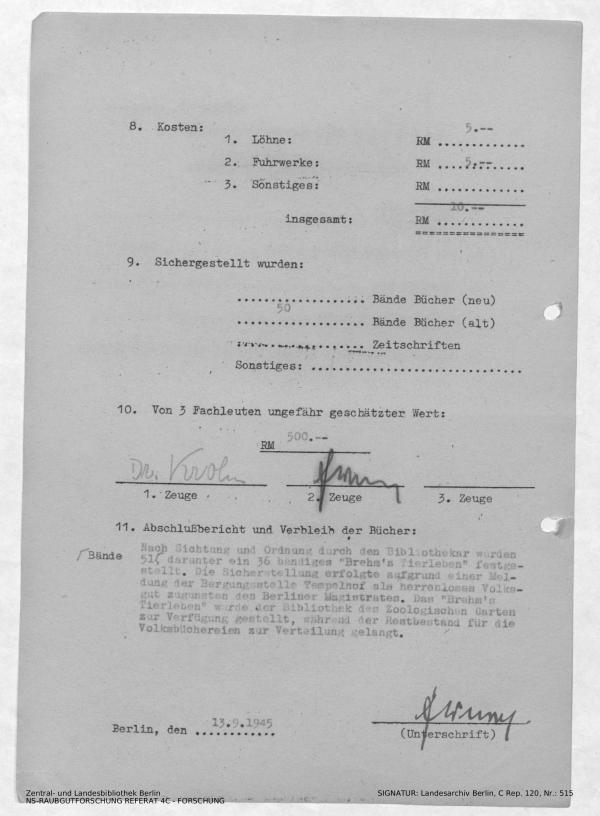 8. Kosten:
1. Löhne: RM 5.--
2. Fuhrwerke: RM 5.--
3. Sonstiges: RM ............
insgesamt: RM 10.--
================
9. Sichergestellt wurden:
.................. Bände Bücher (neu)
50 .................. Bände Bücher (alt)
.................. Zeitschriften
Sonstiges: ..............................
10. Von 3 Fachleuten ungefähr geschätzter Wert:
RM 500.--
Dr. Krohn
1. Zeuge 2. Zeuge 3. Zeuge
11. Abschlußbericht und Verbleib der Bücher:
Nach Sichtung und Ordnung durch den Bibliothekar wurden
51⌈ darunter ein 36 bändiges "Brehm's Tierleben" festge-
⌈Bände
stellt. Die Sicherstellung erfolgte aufgrund einer Mel-
dung der Bergungsstelle Tempelhof als herrenloses Volks-
gut zugunsten des Berliner Magistrates. Das "Brehm's
Tierleben" wurde der Bibliothek des Zoologischen Garten
zur Verfügung gestellt, während der Restbestand für die
Volksbüchereien zur Verteilung gelangt.
Berlin, den 13.9.1945
(Unterschrift)
Zentral- und Landesbibliothek Berlin
NS-RAUBGUTFORSCHUNG REFERAT 4C - FORSCHUNG
SIGNATUR: Landesarchiv Berlin, C Rep. 120, Nr.: 515